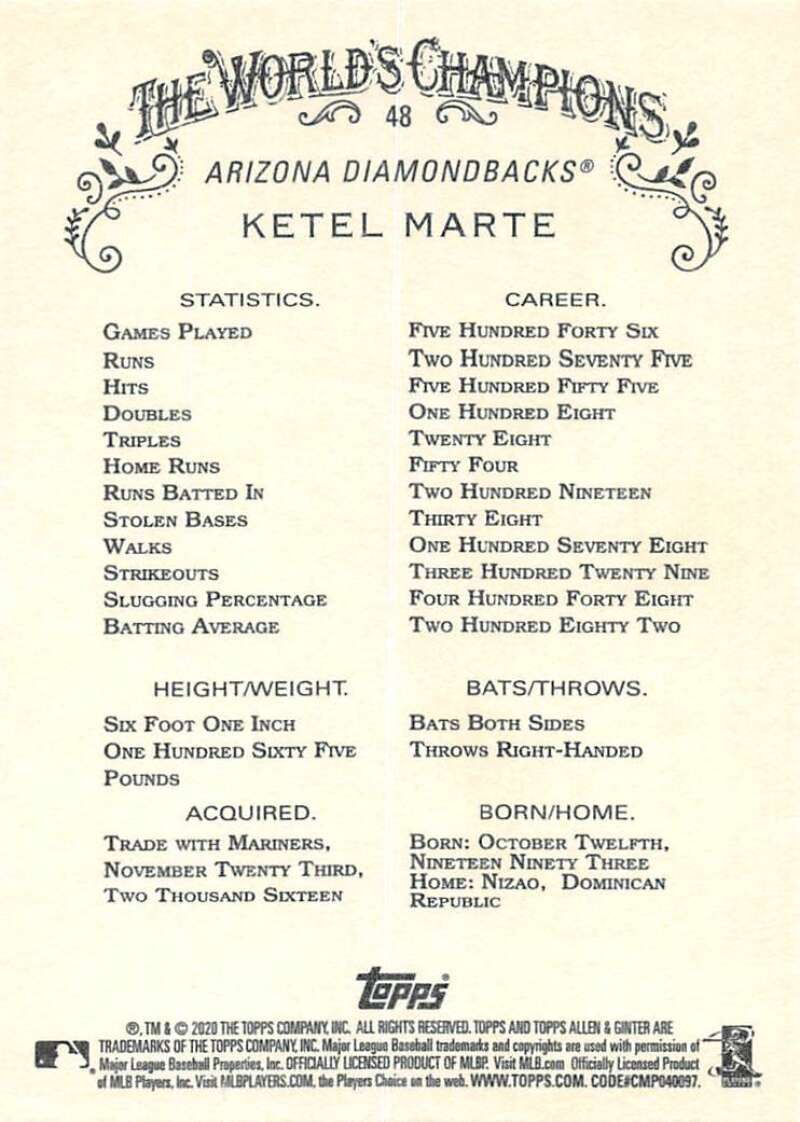 THE WORLD'S CHAMPIONS
48
ARIZONA DIAMONDBACKS®
KETEL MARTE
STATISTICS.
GAMES PLAYED
RUNS
HITS
DOUBLES
TRIPLES
HOME RUNS
RUNS BATTED IN
STOLEN BASES
WALKS
STRIKEOUTS
SLUGGING PERCENTAGE
BATTING AVERAGE
CAREER.
FIVE HUNDRED FORTY SIX
TWO HUNDRED SEVENTY FIVE
FIVE HUNDRED FIFTY FIVE
ONE HUNDRED EIGHT
TWENTY EIGHT
FIFTY FOUR
TWO HUNDRED NINETEEN
THIRTY EIGHT
ONE HUNDRED SEVENTY EIGHT
THREE HUNDRED TWENTY NINE
FOUR HUNDRED FORTY EIGHT
TWO HUNDRED EIGHTY TWO
HEIGHT/WEIGHT.
SIX FOOT ONE INCH
ONE HUNDRED SIXTY FIVE
POUNDS
BATS/THROWS.
BATS BOTH SIDES
THROWS RIGHT-HANDED
ACQUIRED.
TRADE WITH MARINERS,
NOVEMBER TWENTY THIRD,
TWO THOUSAND SIXTEEN
BORN/HOME.
BORN: OCTOBER TWELFTH,
NINETEEN NINETY THREE
HOME: NIZAO, DOMINICAN
REPUBLIC
Topps®
®, TM & © 2020 THE TOPPS COMPANY, INC. ALL RIGHTS RESERVED. TOPPS AND TOPPS ALLEN & GINTER ARE
TRADEMARKS OF THE TOPPS COMPANY, INC. Major League Baseball trademarks and copyrights are used with permission of
Major League Baseball Properties, Inc. OFFICIALLY LICENSED PRODUCT OF MLBP. Visit MLB.com Officially Licensed Product
of MLB Players, Inc. Visit MLBPLAYERS.COM, the Players Choice on the web. WWW.TOPPS.COM. CODE#CMP040097.